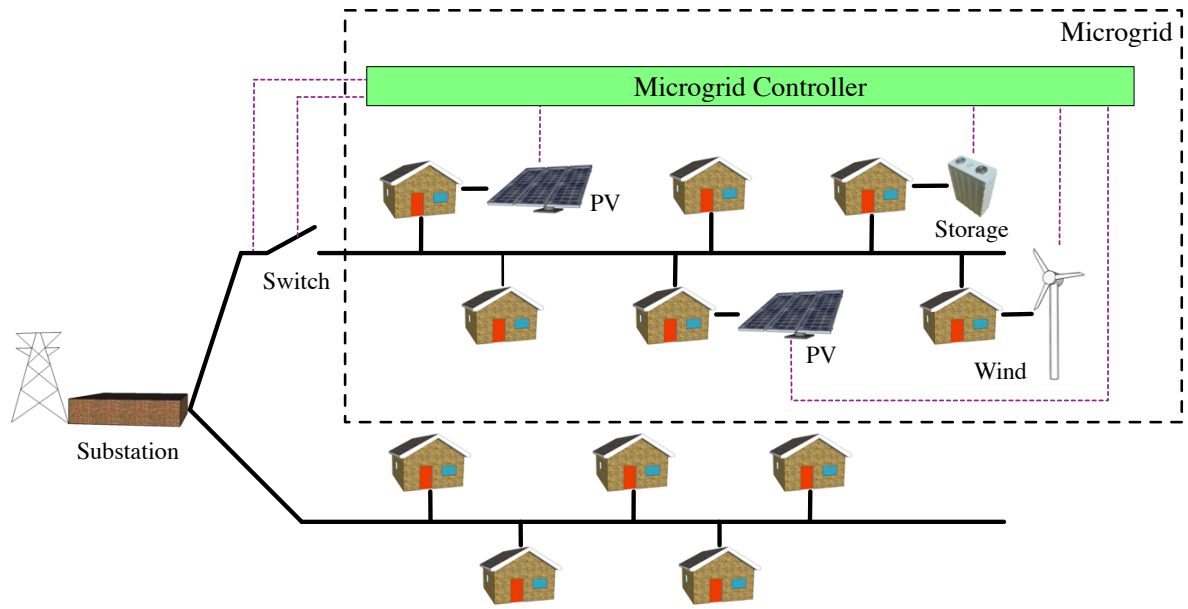 Microgrid
Microgrid Controller
PV
Storage
Switch
PV
Wind
Substation